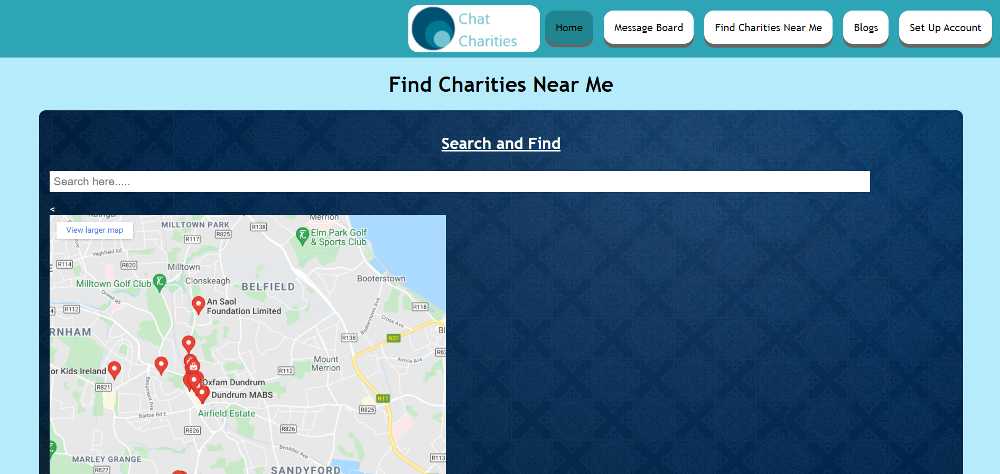 Chat
Charities
Home
Message Board
Find Charities Near Me
Blogs
Set Up Account
Find Charities Near Me
Search and Find
Search here.....
<
View larger map
Merrion
MILLTOWN PARK
R138
R825
R117
Elm Park Golf
& Sports Club
Ave
Highfield Rd
R114
R820
Milltown
Milltown Golf Club
Clonskeagh
BELFIELD
Booterstown
Orwell Rd
An Saol
Foundation Limited
R112
4
R118
Booterstown Ave
Cross Ave
RNHAM
R138
N31
Bl
R82
Mount
Merrion
Avoca Ave
or Kids Ireland
R112
R821
Beaumont Ave
Oxfam Dundrum
Dundrum MABS
N11
R825
Airfield Estate
Barton Rd E
R826
R826
Benildus Ave
MARLEY GRANGE
R113
R822
SANDYFORD